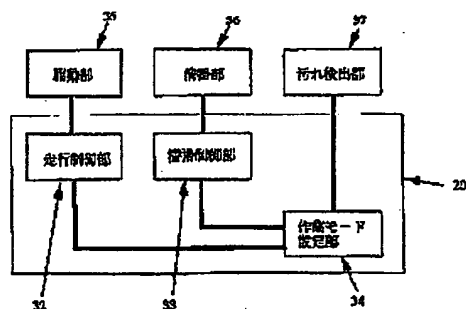 35
36
37
駆動部
清掃部
汚れ検出部
走行制御部
清掃制御部
20
作業モード
設定部
32
33
34